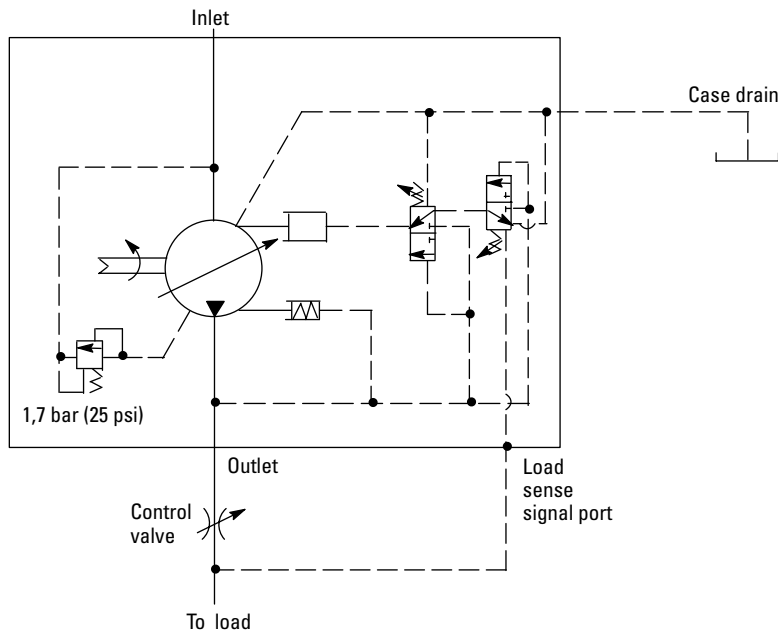 Inlet
Case drain
1,7 bar (25 psi)
Outlet
Load
sense
signal port
Control
valve
To load